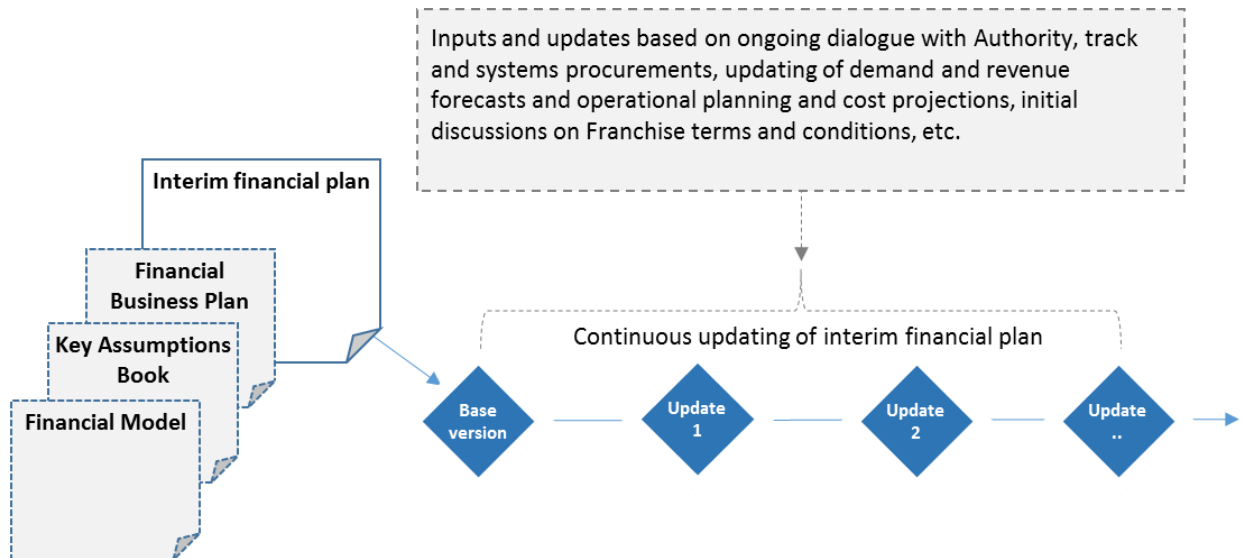 Inputs and updates based on ongoing dialogue with Authority, track
and systems procurements, updating of demand and revenue
forecasts and operational planning and cost projections, initial
discussions on Franchise terms and conditions, etc.
Interim financial plan
Financial
Business Plan
Key Assumptions
Book
Financial Model
Continuous updating of interim financial plan
Base
version
Update
1
Update
2
Update
..